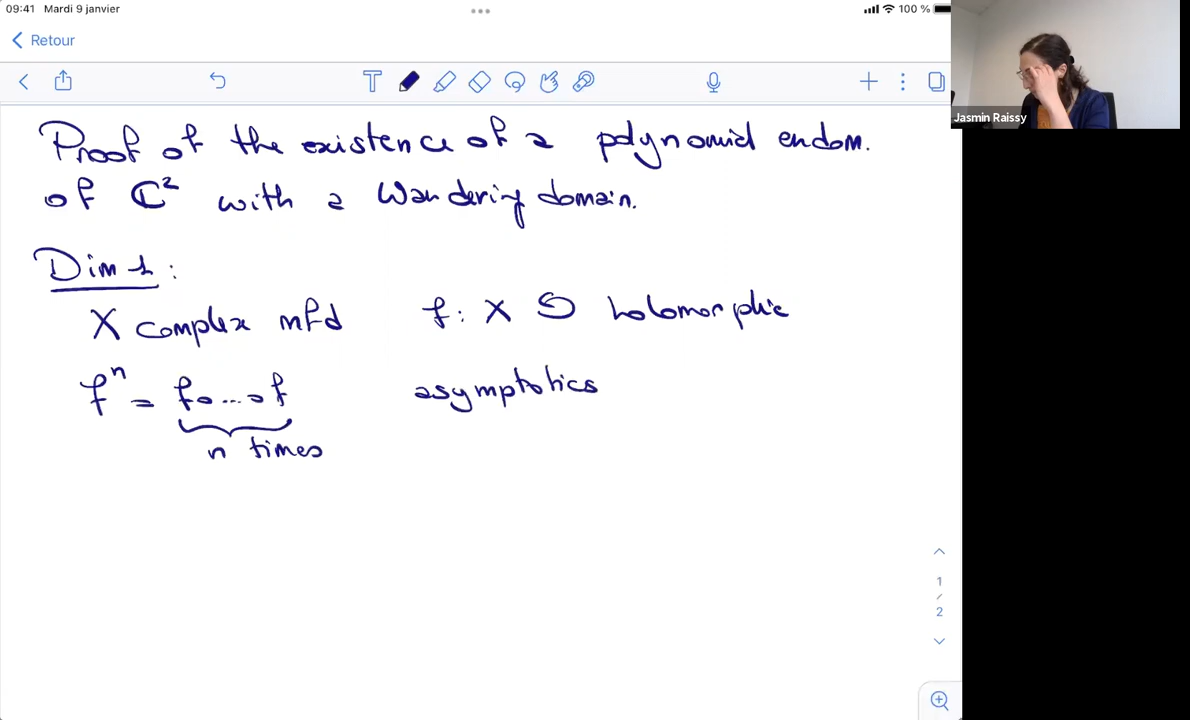 09:41 Mardi 9 janvier
100 %
Retour
T
Jasmin Raissy
Proof of the existence of a polynomial endom.
of ℂ² with a Wandering domain.
Dim 1 :
X complex mfd f : X ↺ holomorphic
fⁿ = f∘...∘f asymptotics
n times
1
/
2